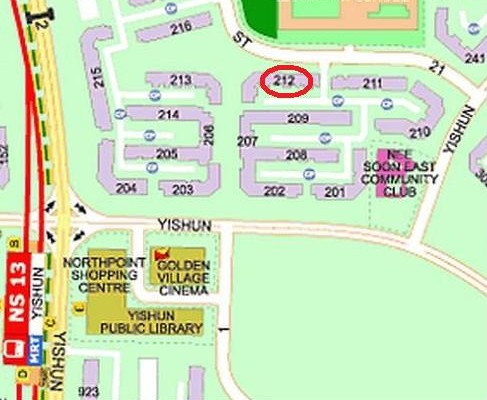 2
216
ST
241
215
213
212
211
21
214
206
209
210
207
YISHUN
205
208
NEE
SOON EAST
COMMUNITY
CLUB
204
203
202
201
YISHUN
B
NORTHPOINT
SHOPPING
CENTRE
GOLDEN
VILLAGE
CINEMA
NS 13
YISHUN
YISHUN
PUBLIC LIBRARY
E
C
1
MRT
YISHUN
D
923